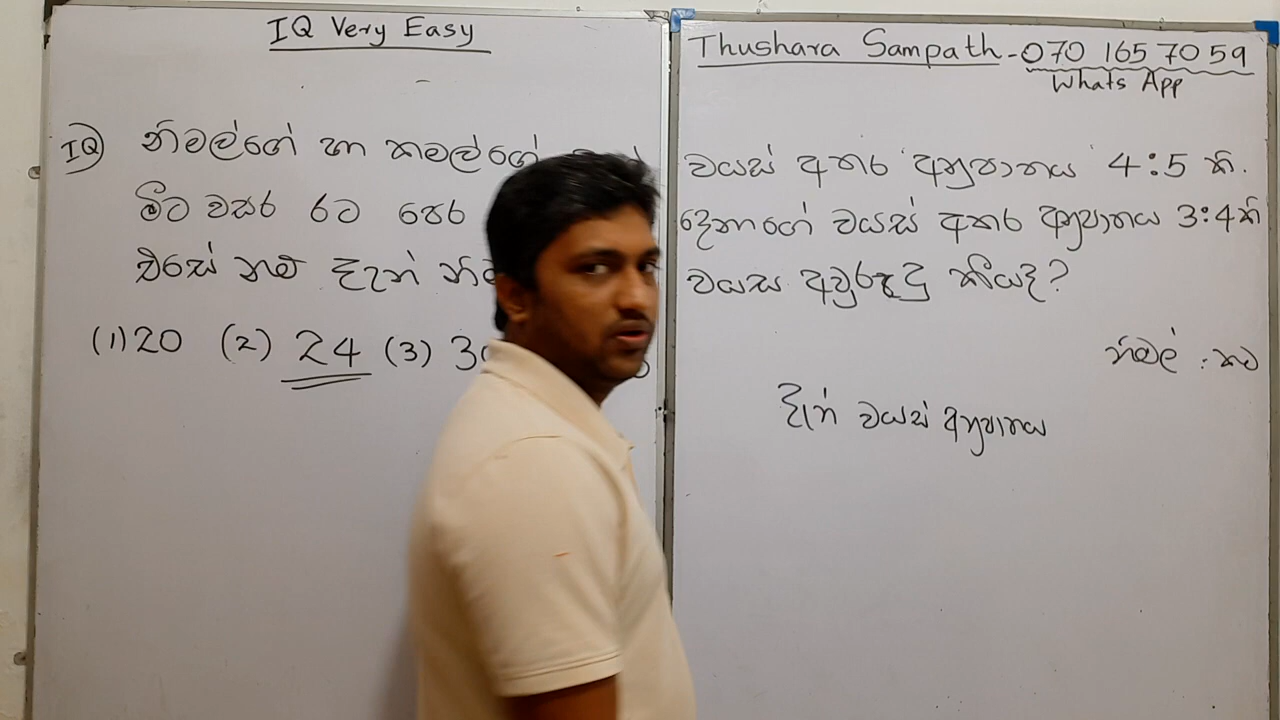 IQ Very Easy
Thushara Sampath - 070 165 7059
Whats App
IQ නිමල්ගේ හා කමල්ගේ වයස් අතර අනුපාතය 4:5 කි.
මීට වසර 6ට පෙර දෙනාගේ වයස් අතර අනුපාතය 3:4කි
එසේ නම් දැන් වයස අවුරුදු කීයද?
(1) 20 (2) 24 (3) 30
නිමල් : කම
දැන් වයස් අනුපාතය